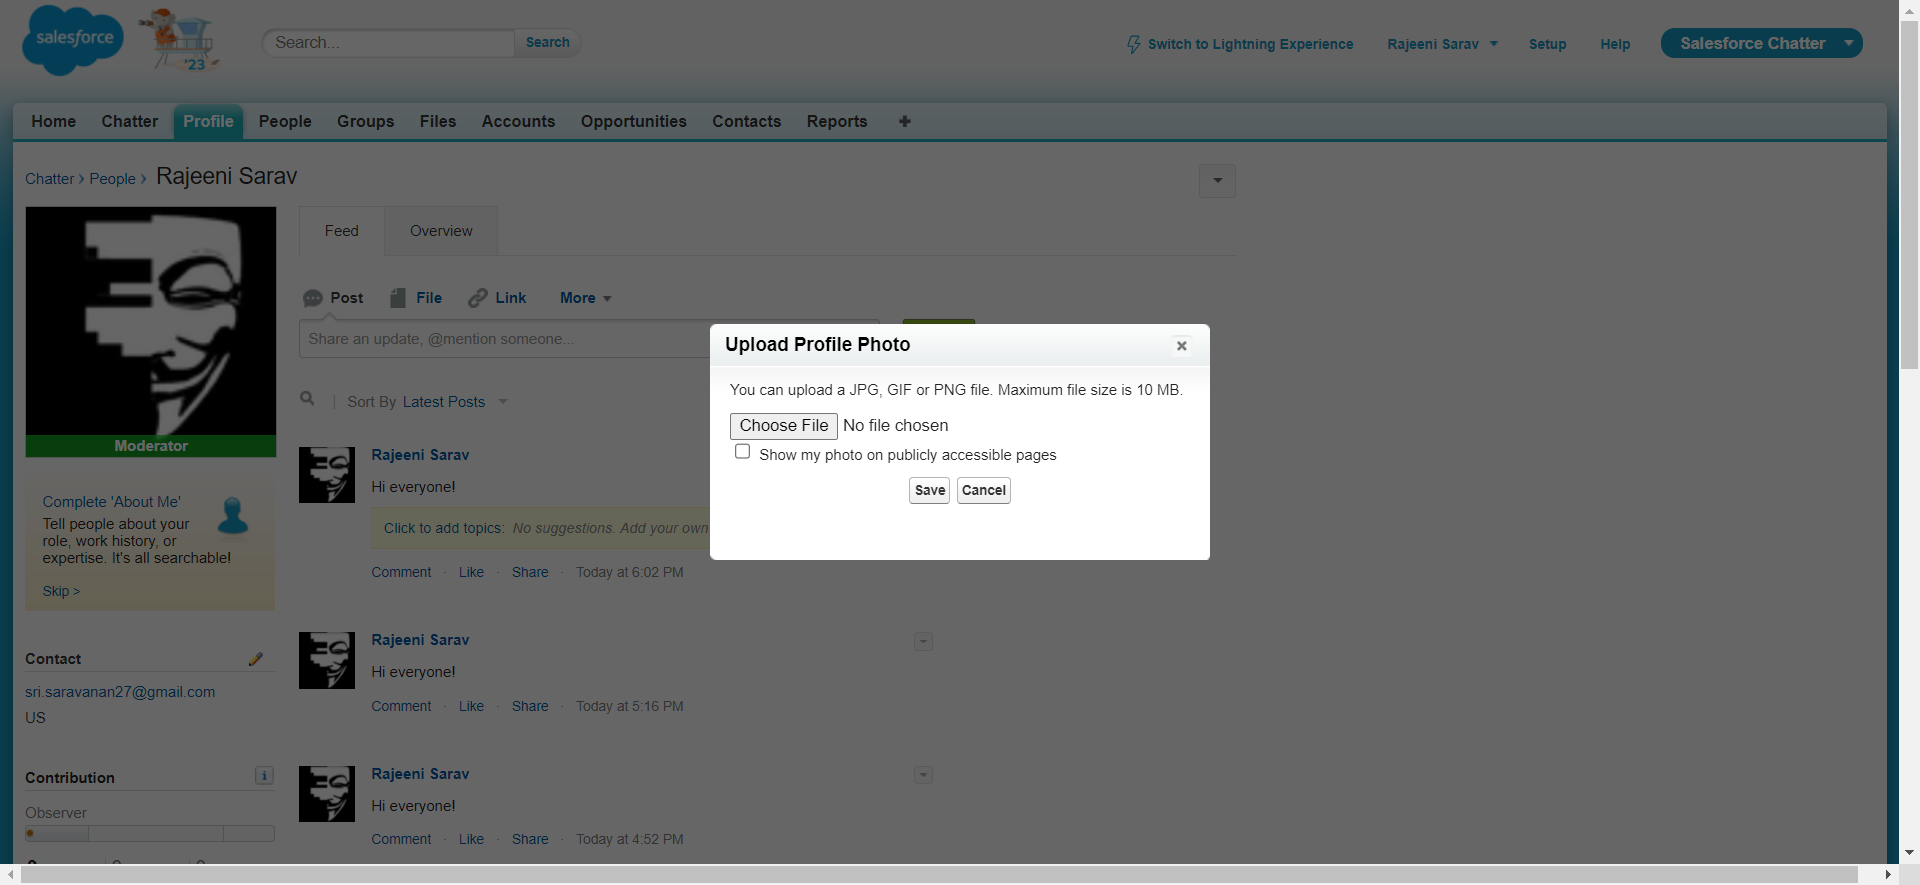 salesforce
'23
Search...
Search
Switch to Lightning Experience
Rajeeni Sarav
Setup
Help
Salesforce Chatter
Home
Chatter
Profile
People
Groups
Files
Accounts
Opportunities
Contacts
Reports
+
Chatter › People › Rajeeni Sarav
Moderator
Complete 'About Me'
Tell people about your
role, work history, or
expertise. It's all searchable!
Skip >
Contact
sri.saravanan27@gmail.com
US
Contribution
i
Observer
Feed
Overview
Post
File
Link
More
Share an update, @mention someone...
| Sort By Latest Posts
Rajeeni Sarav
Hi everyone!
Click to add topics: No suggestions. Add your own
Comment · Like · Share · Today at 6:02 PM
Rajeeni Sarav
Hi everyone!
Comment · Like · Share · Today at 5:16 PM
Rajeeni Sarav
Hi everyone!
Comment · Like · Share · Today at 4:52 PM
Upload Profile Photo
x
You can upload a JPG, GIF or PNG file. Maximum file size is 10 MB.
Choose File No file chosen
Show my photo on publicly accessible pages
Save
Cancel